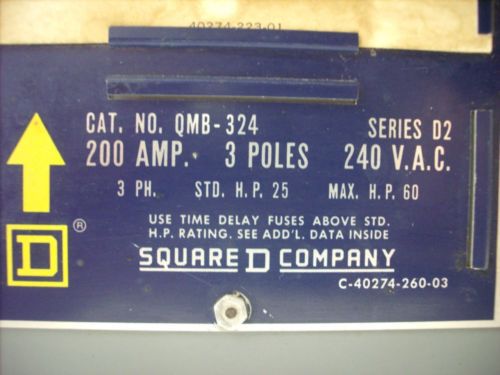 40274-223-01
CAT. NO. QMB-324 SERIES D2
200 AMP. 3 POLES 240 V.A.C.
3 PH. STD. H.P. 25 MAX. H.P. 60
USE TIME DELAY FUSES ABOVE STD.
H.P. RATING. SEE ADD'L. DATA INSIDE
D ®
SQUARE D COMPANY
C-40274-260-03